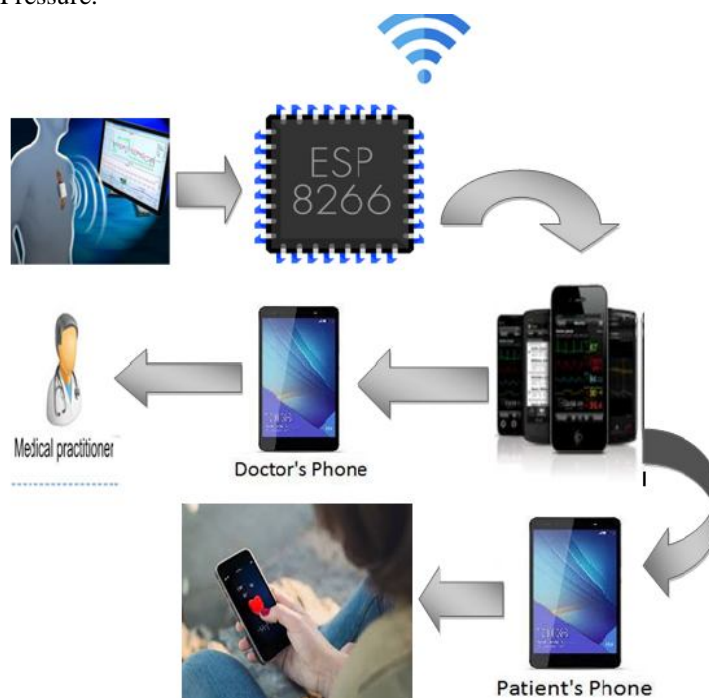 Pressure.
ESP
8266
Medical practitioner
Doctor's Phone
Patient's Phone